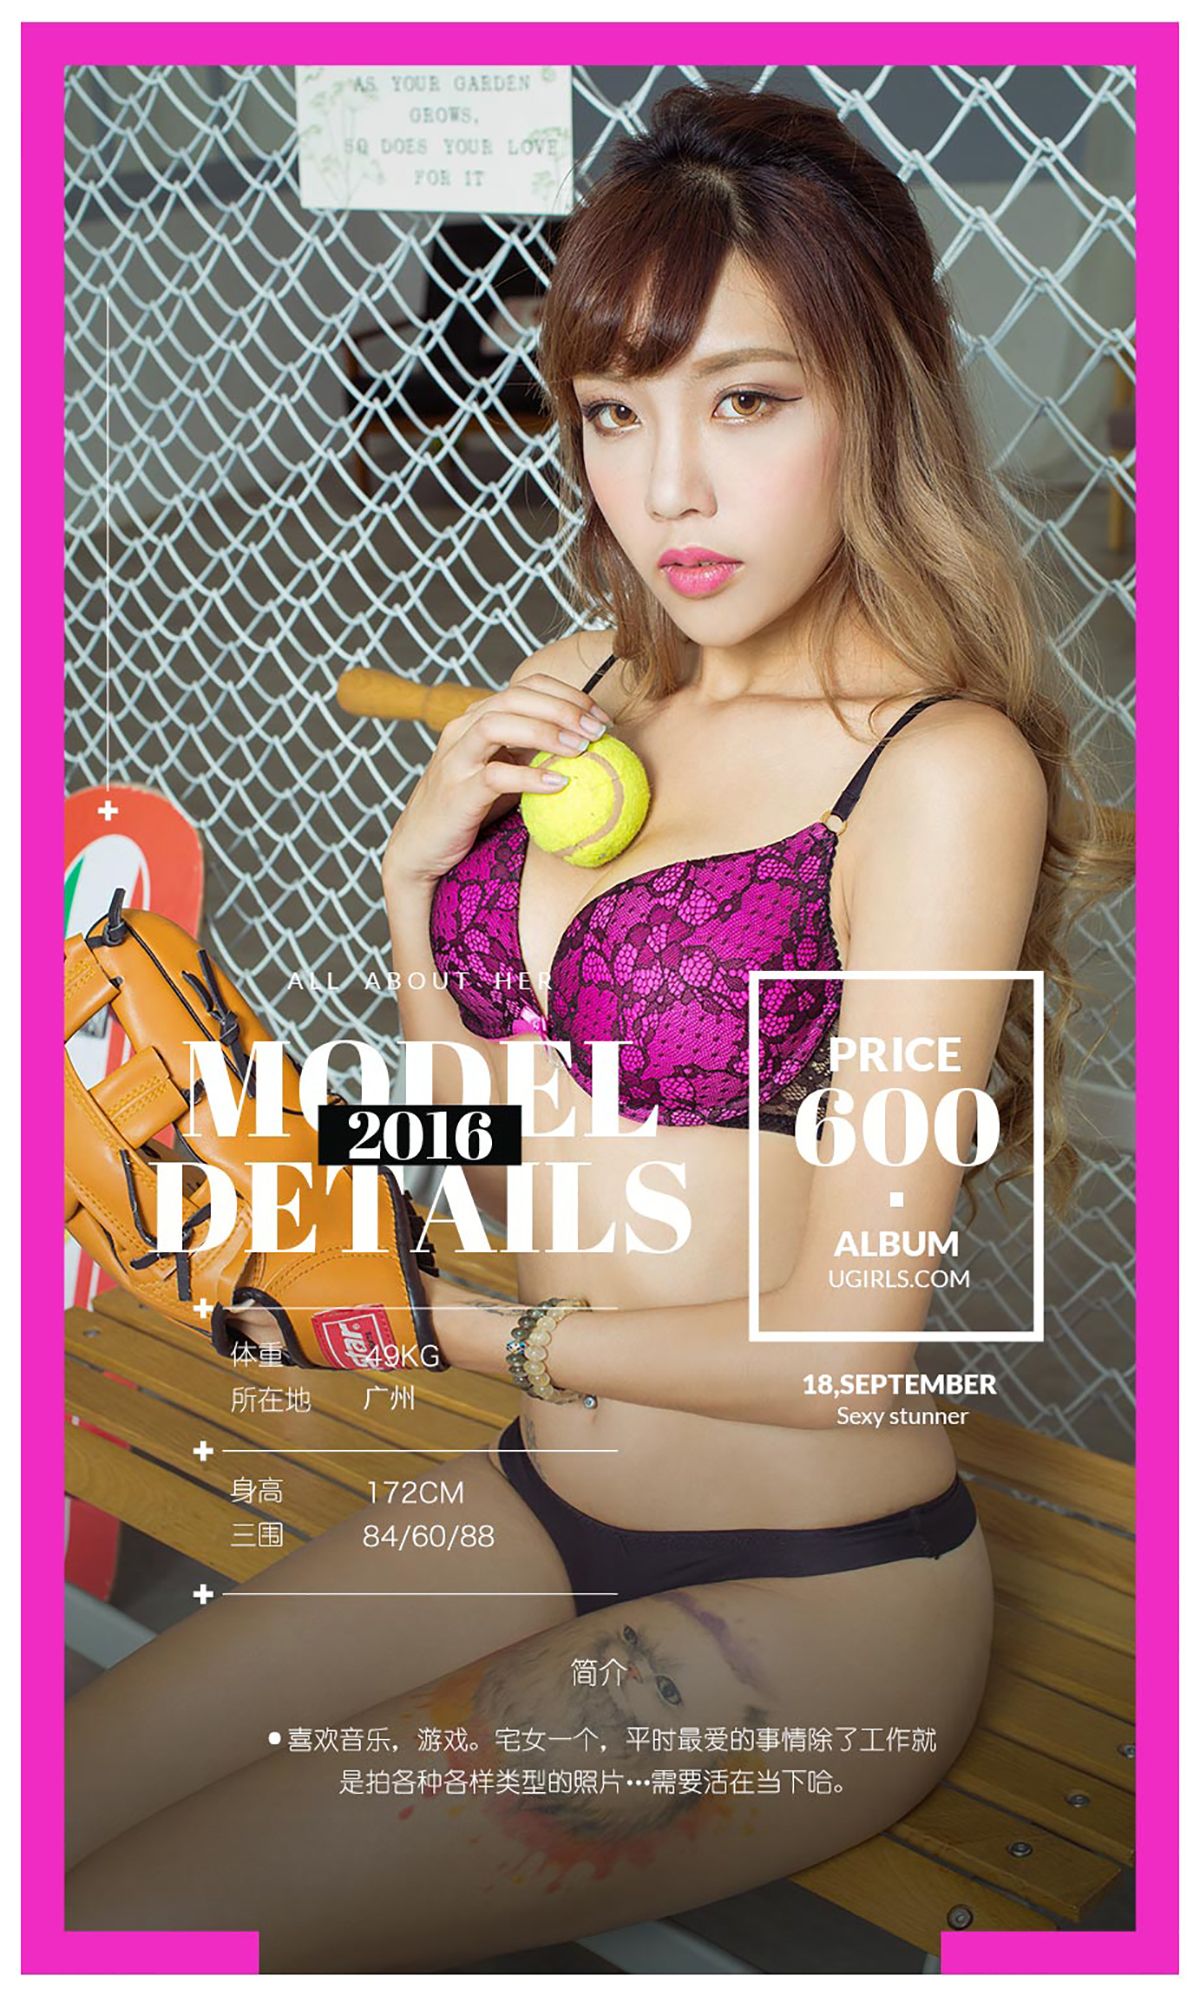 AS YOUR GARDEN
GROWS,
SO DOES YOUR LOVE
FOR IT
ALL ABOUT HER
MODEL
2016
DETAILS
PRICE
600
ALBUM
UGIRLS.COM
18,SEPTEMBER
Sexy stunner
体重 49KG
所在地 广州
身高 172CM
三围 84/60/88
简介
●喜欢音乐，游戏。宅女一个，平时最爱的事情除了工作就
是拍各种各样类型的照片…需要活在当下哈。